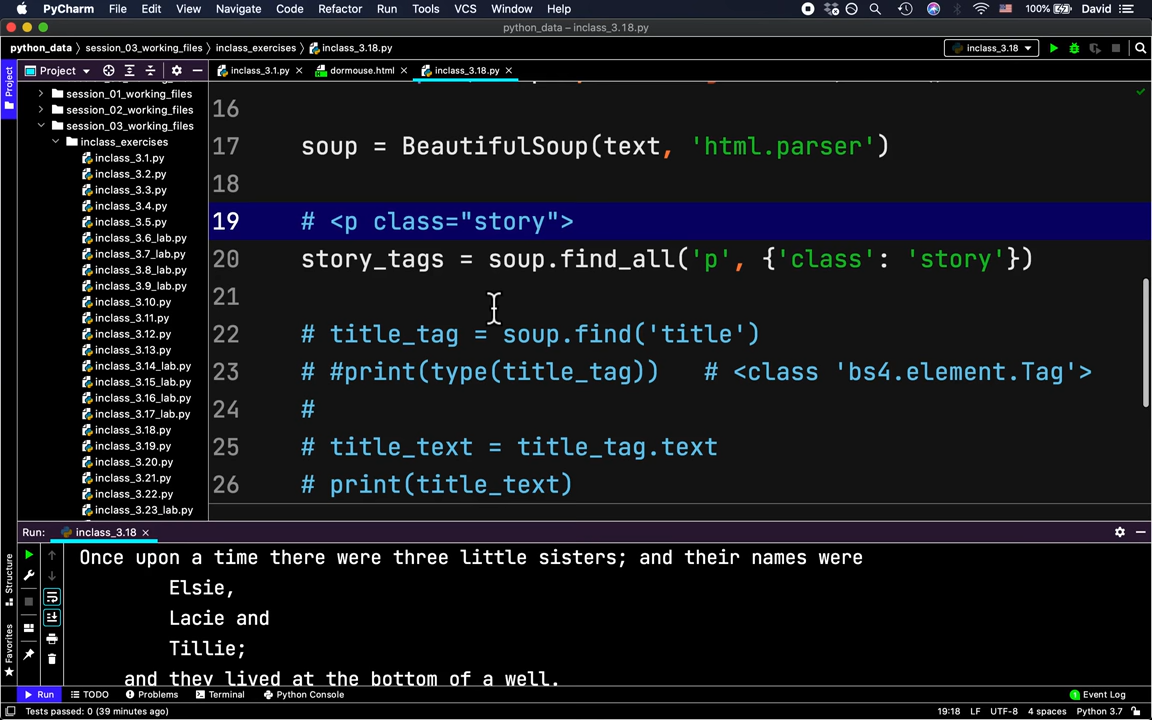 PyCharm File Edit View Navigate Code Refactor Run Tools VCS Window Help 100% David
python_data – inclass_3.18.py
python_data session_03_working_files inclass_exercises inclass_3.18.py inclass_3.18
Project inclass_3.1.py dormouse.html inclass_3.18.py
Project
session_01_working_files
session_02_working_files
session_03_working_files
inclass_exercises
inclass_3.1.py
inclass_3.2.py
inclass_3.3.py
inclass_3.4.py
inclass_3.5.py
inclass_3.6_lab.py
inclass_3.7_lab.py
inclass_3.8_lab.py
inclass_3.9_lab.py
inclass_3.10.py
inclass_3.11.py
inclass_3.12.py
inclass_3.13.py
inclass_3.14_lab.py
inclass_3.15_lab.py
inclass_3.16_lab.py
inclass_3.17_lab.py
inclass_3.18.py
inclass_3.19.py
inclass_3.20.py
inclass_3.21.py
inclass_3.22.py
inclass_3.23_lab.py
16
17 soup = BeautifulSoup(text, 'html.parser')
18
19 # <p class="story">
20 story_tags = soup.find_all('p', {'class': 'story'})
21
22 # title_tag = soup.find('title')
23 # #print(type(title_tag)) # <class 'bs4.element.Tag'>
24 #
25 # title_text = title_tag.text
26 # print(title_text)
Run: inclass_3.18
Once upon a time there were three little sisters; and their names were
Elsie,
Lacie and
Tillie;
and they lived at the bottom of a well.
Structure
Favorites
Run TODO Problems Terminal Python Console 1 Event Log
Tests passed: 0 (39 minutes ago) 19:18 LF UTF-8 4 spaces Python 3.7